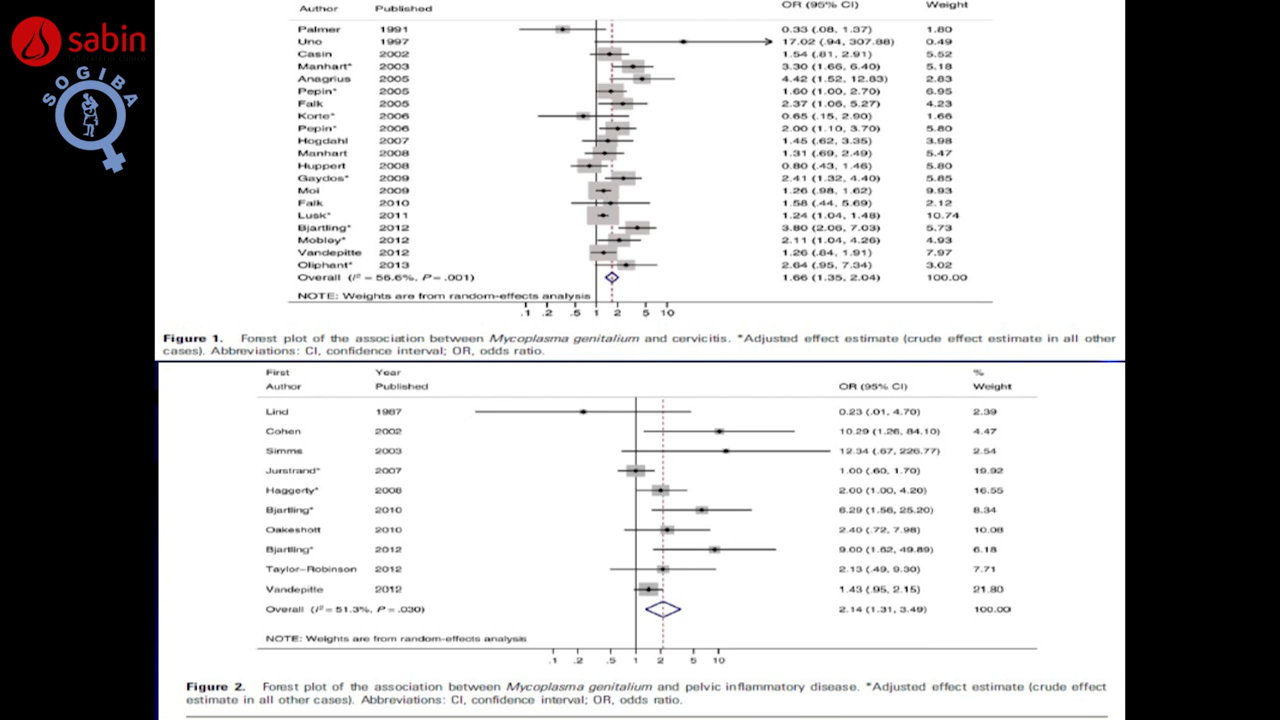 sabin
SOGIBA
Author Published OR (95% CI) Weight
Palmer 1991 0.33 (.08, 1.37) 1.80
Uno 1997 17.02 (.94, 307.88) 0.49
Casin 2002 1.54 (.81, 2.91) 5.52
Manhart* 2003 3.30 (1.66, 6.40) 5.18
Anagrius 2005 4.42 (1.52, 12.83) 2.83
Pepin* 2005 1.60 (1.00, 2.70) 6.95
Falk 2005 2.37 (1.06, 5.27) 4.23
Korte* 2006 0.65 (.15, 2.90) 1.66
Pepin* 2006 2.00 (1.10, 3.70) 5.80
Hogdahl 2007 1.45 (.62, 3.35) 3.98
Manhart 2008 1.31 (.69, 2.49) 5.47
Huppert 2008 0.80 (.43, 1.46) 5.80
Gaydos* 2009 2.41 (1.32, 4.40) 5.85
Moi 2009 1.26 (.98, 1.62) 9.93
Falk 2010 1.58 (.44, 5.69) 2.12
Lusk* 2011 1.24 (1.04, 1.48) 10.74
Bjartling* 2012 3.80 (2.06, 7.03) 5.73
Mobley* 2012 2.11 (1.04, 4.26) 4.93
Vandepitte 2012 1.26 (.84, 1.91) 7.97
Oliphant* 2013 2.64 (.95, 7.34) 3.02
Overall (I² = 56.6%, P = .001) 1.66 (1.35, 2.04) 100.00
NOTE: Weights are from random-effects analysis
.1 .2 .5 1 2 5 10
Figure 1. Forest plot of the association between Mycoplasma genitalium and cervicitis. *Adjusted effect estimate (crude effect estimate in all other
cases). Abbreviations: CI, confidence interval; OR, odds ratio.
First Year %
Author Published OR (95% CI) Weight
Lind 1987 0.23 (.01, 4.70) 2.39
Cohen 2002 10.29 (1.26, 84.10) 4.47
Simms 2003 12.34 (.67, 226.77) 2.54
Jurstrand* 2007 1.00 (.60, 1.70) 19.92
Haggerty* 2008 2.00 (1.00, 4.20) 16.55
Bjartling* 2010 6.29 (1.56, 25.20) 8.34
Oakeshott 2010 2.40 (.72, 7.98) 10.08
Bjartling* 2012 9.00 (1.62, 49.89) 6.18
Taylor-Robinson 2012 2.13 (.49, 9.30) 7.71
Vandepitte 2012 1.43 (.95, 2.15) 21.80
Overall (I² = 51.3%, P = .030) 2.14 (1.31, 3.49) 100.00
NOTE: Weights are from random-effects analysis
.1 .2 .5 1 2 5 10
Figure 2. Forest plot of the association between Mycoplasma genitalium and pelvic inflammatory disease. *Adjusted effect estimate (crude effect
estimate in all other cases). Abbreviations: CI, confidence interval; OR, odds ratio.